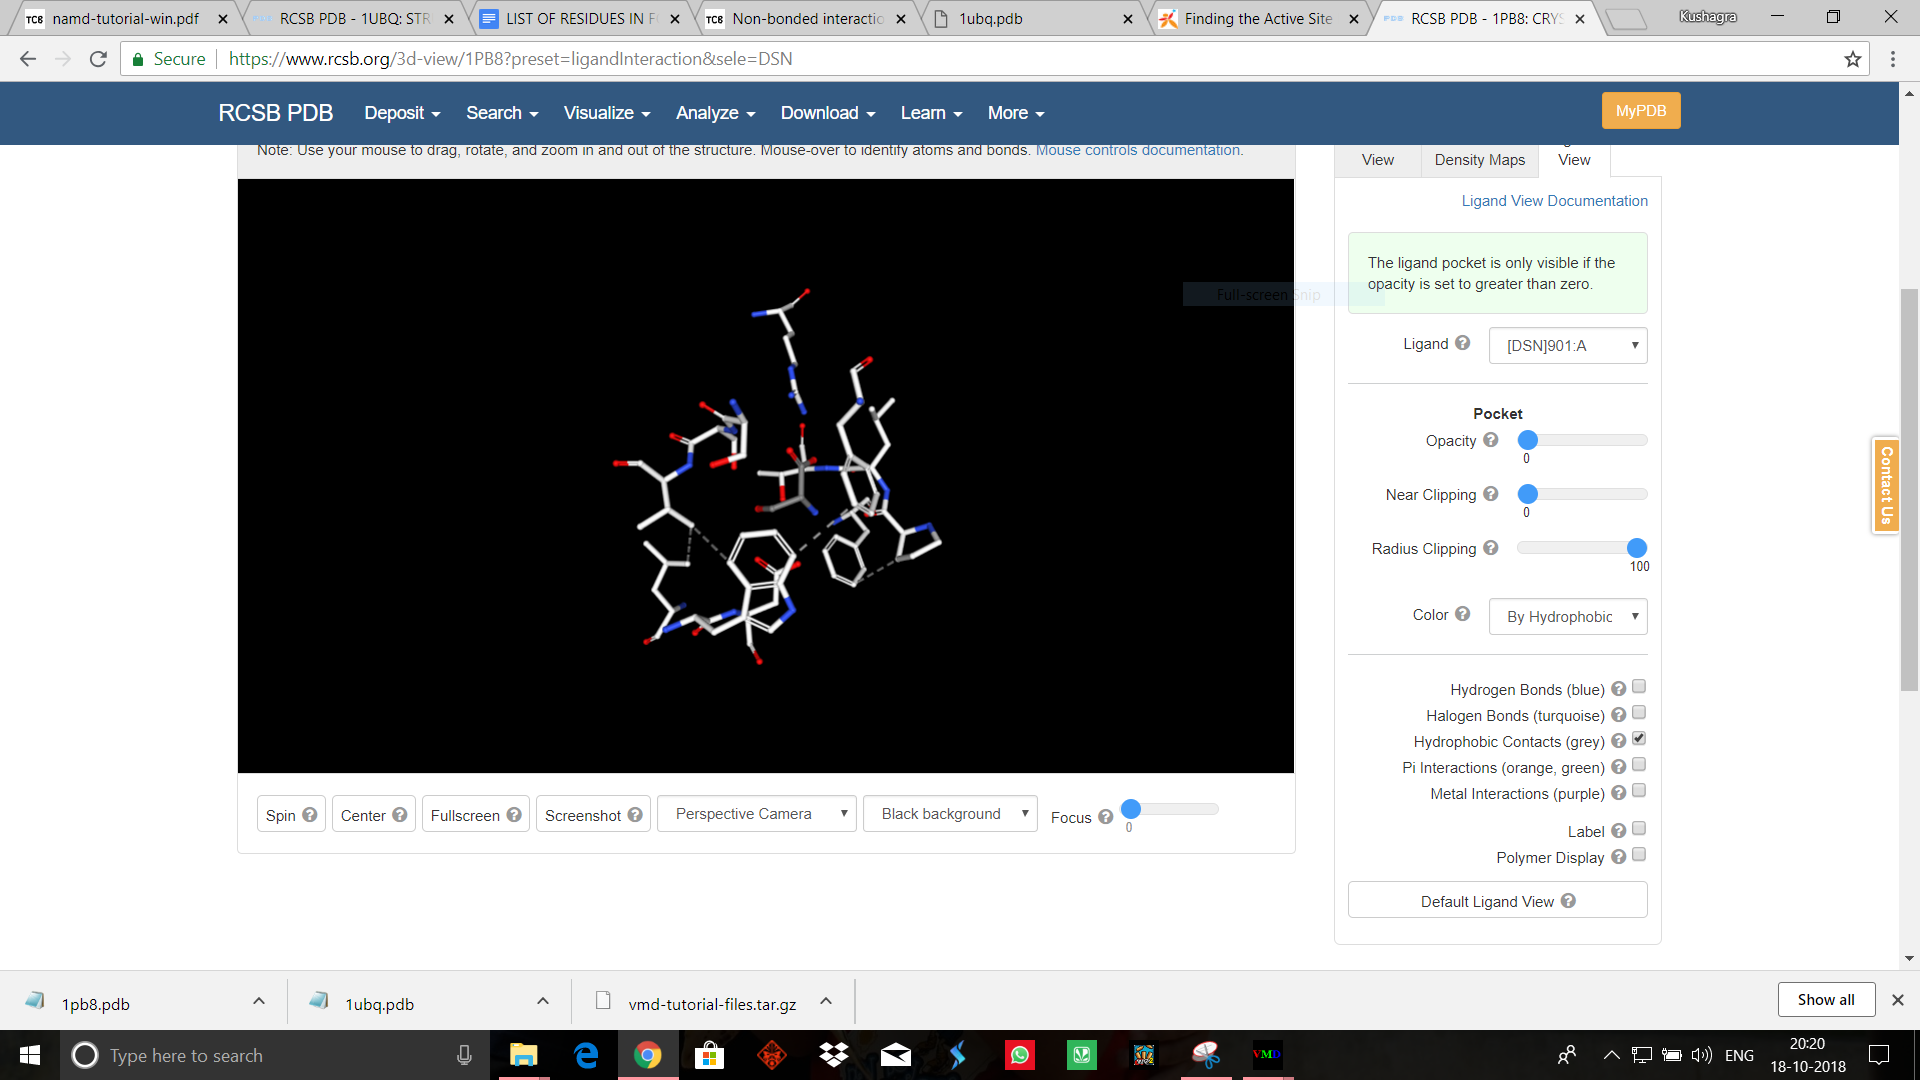 namd-tutorial-win.pdf
RCSB PDB - 1UBQ: STR
LIST OF RESIDUES IN F
TCB Non-bonded interactio
1ubq.pdb
Finding the Active Site
RCSB PDB - 1PB8: CRYS
Kushagra
Secure
https://www.rcsb.org/3d-view/1PB8?preset=ligandInteraction&sele=DSN
RCSB PDB Deposit Search Visualize Analyze Download Learn More MyPDB
Note: Use your mouse to drag, rotate, and zoom in and out of the structure. Mouse-over to identify atoms and bonds. Mouse controls documentation.
View Density Maps View
Ligand View Documentation
The ligand pocket is only visible if the
opacity is set to greater than zero.
Full-screen Snip
Ligand [DSN]901:A
Pocket
Opacity
0
Near Clipping
0
Radius Clipping
100
Color By Hydrophobic
Hydrogen Bonds (blue)
Halogen Bonds (turquoise)
Hydrophobic Contacts (grey)
Pi Interactions (orange, green)
Metal Interactions (purple)
Label
Polymer Display
Default Ligand View
Contact Us
Spin Center Fullscreen Screenshot Perspective Camera Black background Focus
0
1pb8.pdb
1ubq.pdb
vmd-tutorial-files.tar.gz
Show all
Type here to search
VMD
ENG
20:20
18-10-2018